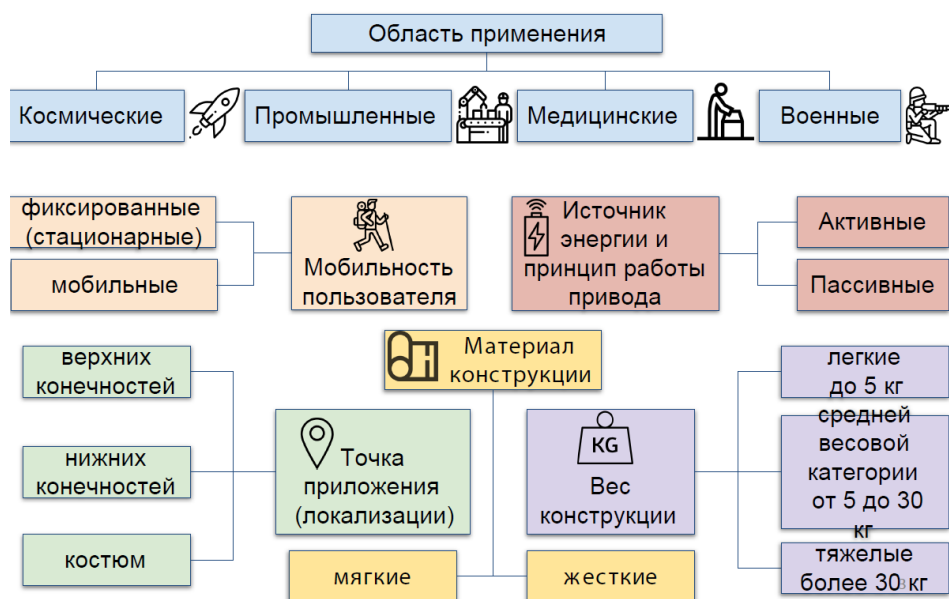 Область применения
Космические
Промышленные
Медицинские
Военные
фиксированные
(стационарные)
мобильные
Мобильность
пользователя
Источник
энергии и
принцип работы
привода
Активные
Пассивные
верхних
конечностей
нижних
конечностей
костюм
Точка
приложения
(локализации)
Материал
конструкции
мягкие
жесткие
KG
Вес
конструкции
легкие
до 5 кг
средней
весовой
категории
от 5 до 30
кг
тяжелые
более 30 кг
3